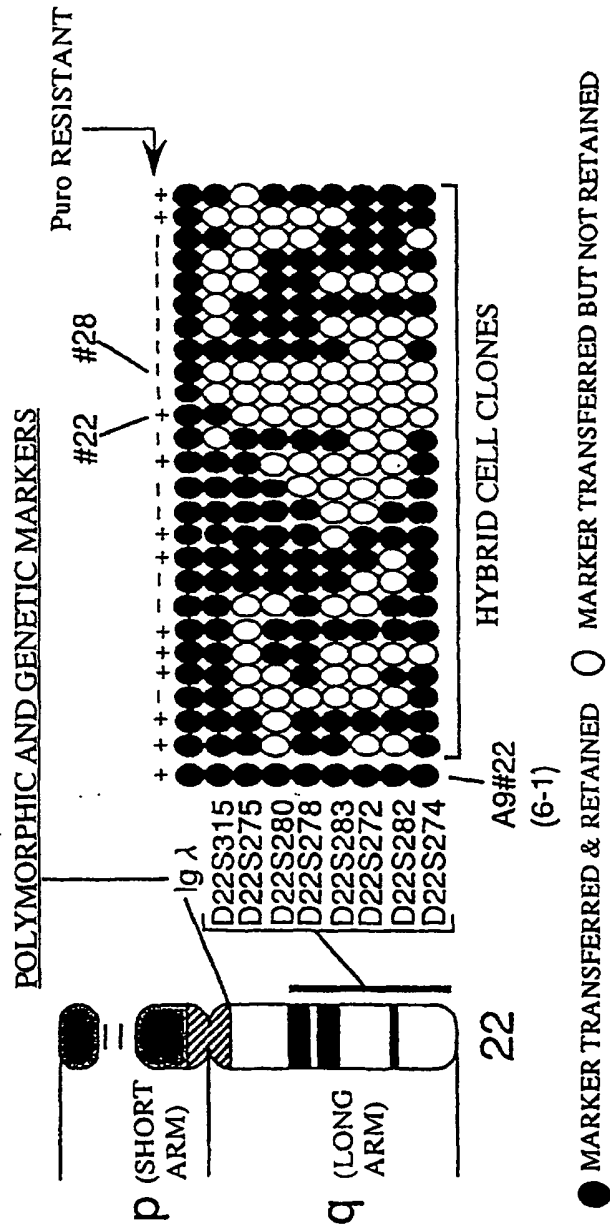 POLYMORPHIC AND GENETIC MARKERS
Puro RESISTANT
#22
#28
+ + + - + + + - - + + - - + - + - - - - - - - - + +
Ig λ
D22S315
D22S275
D22S280
D22S278
D22S283
D22S272
D22S282
D22S274
p (SHORT
ARM)
q (LONG
ARM)
22
A9#22
(6-1)
HYBRID CELL CLONES
MARKER TRANSFERRED & RETAINED
MARKER TRANSFERRED BUT NOT RETAINED